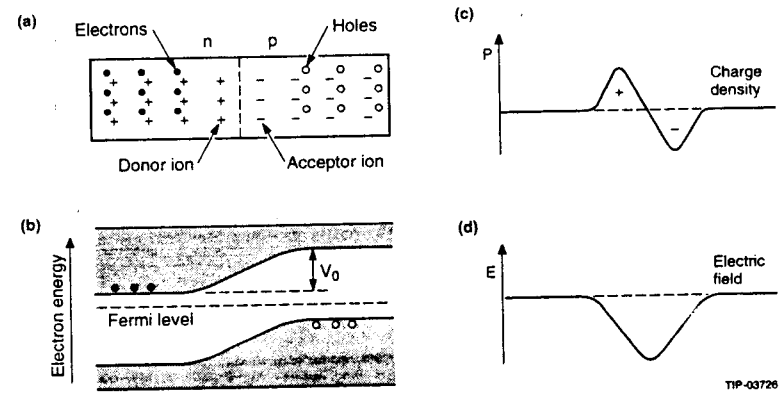 (a)
Electrons
n
p
Holes
Donor ion
Acceptor ion
(b)
Electron energy
V₀
Fermi level
(c)
P
Charge
density
+
−
(d)
E
Electric
field
TIP-03726